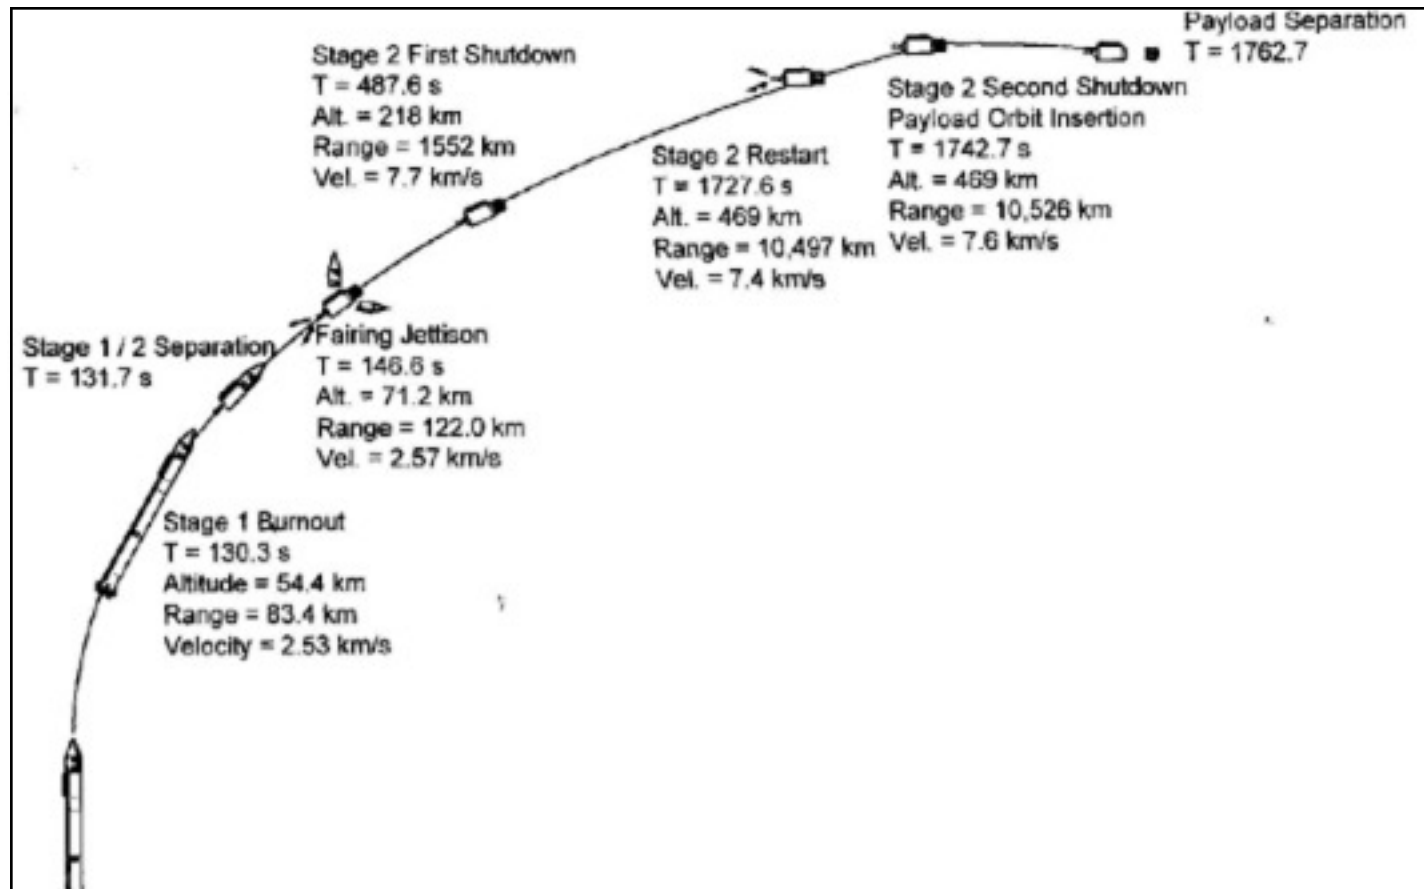 Payload Separation
T = 1762.7
Stage 2 First Shutdown
T = 487.6 s
Alt. = 218 km
Range = 1552 km
Vel. = 7.7 km/s
Stage 2 Second Shutdown
Payload Orbit Insertion
T = 1742.7 s
Alt. = 469 km
Range = 10,526 km
Vel. = 7.6 km/s
Stage 2 Restart
T = 1727.6 s
Alt. = 469 km
Range = 10,497 km
Vel. = 7.4 km/s
Fairing Jettison
T = 146.6 s
Alt. = 71.2 km
Range = 122.0 km
Vel. = 2.57 km/s
Stage 1 / 2 Separation
T = 131.7 s
Stage 1 Burnout
T = 130.3 s
Altitude = 54.4 km
Range = 83.4 km
Velocity = 2.53 km/s